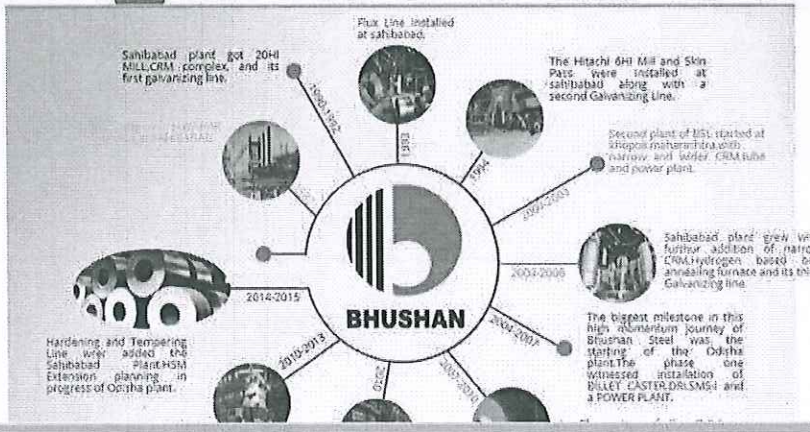 Flux Line installed
at sahibabad.
Sahibabad plant got 20HI
MILL,CRM complex, and its
first galvanizing line.
1990-1992
1993
The Hitachi 6HI Mill and Skin
Pass were installed at
sahibabad along with a
second Galvanizing Line.
1994
Second plant of BSL started at
khopoli maharashtra,with
narrow and wider CRM,tube
and power plant.
Sahibabad plant grew
further addition of
CRM,Hydrogen based
annealing furnace and its
Galvanizing line.
BHUSHAN
2014-2015
2010-2013
2010
2004-2007
Hardening and Tempering
Line wrer added the
Sahibabad Plant.HSM
Extension planning in
progress of Odisha plant.
The biggest milestone in this
high momentum journey of
Bhushan Steel was the
starting of the Odisha
plant.The phase one
witnessed installation of
BILLET CASTER,DRI,SMS-I and
a POWER PLANT.